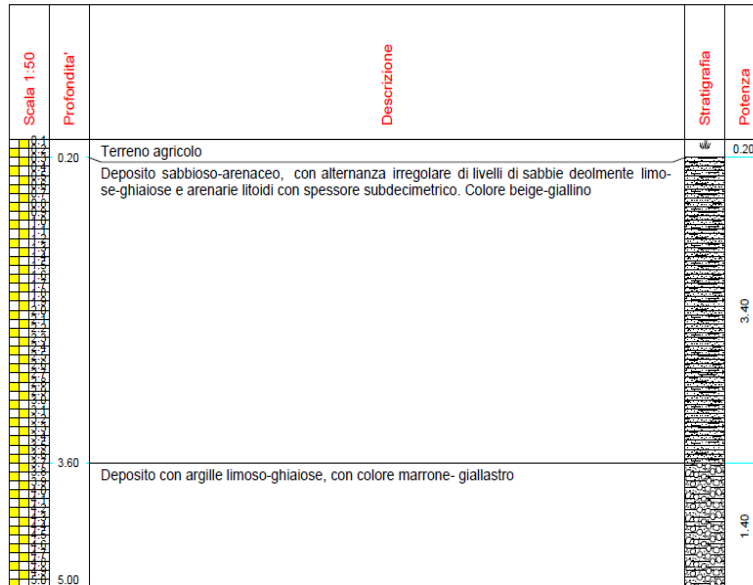 Scala 1:50
Profondita'
Descrizione
Stratigrafia
Potenza
0.20
Terreno agricolo
0.20
Deposito sabbioso-arenaceo, con alternanza irregolare di livelli di sabbie deolmente limo-
se-ghiaiose e arenarie litoidi con spessore subdecimetrico. Colore beige-giallino
3.40
3.60
Deposito con argille limoso-ghiaiose, con colore marrone- giallastro
1.40
5.00